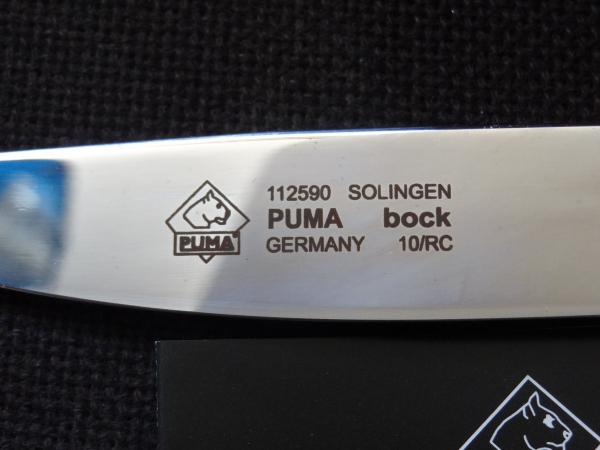 112590 SOLINGEN
PUMA bock
GERMANY 10/RC
PUMA